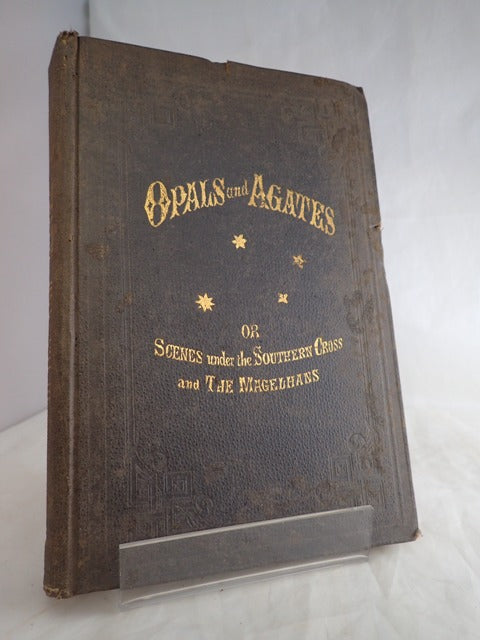 OPALS and AGATES
OR
SCENES under the SOUTHERN CROSS
and THE MAGELHANS